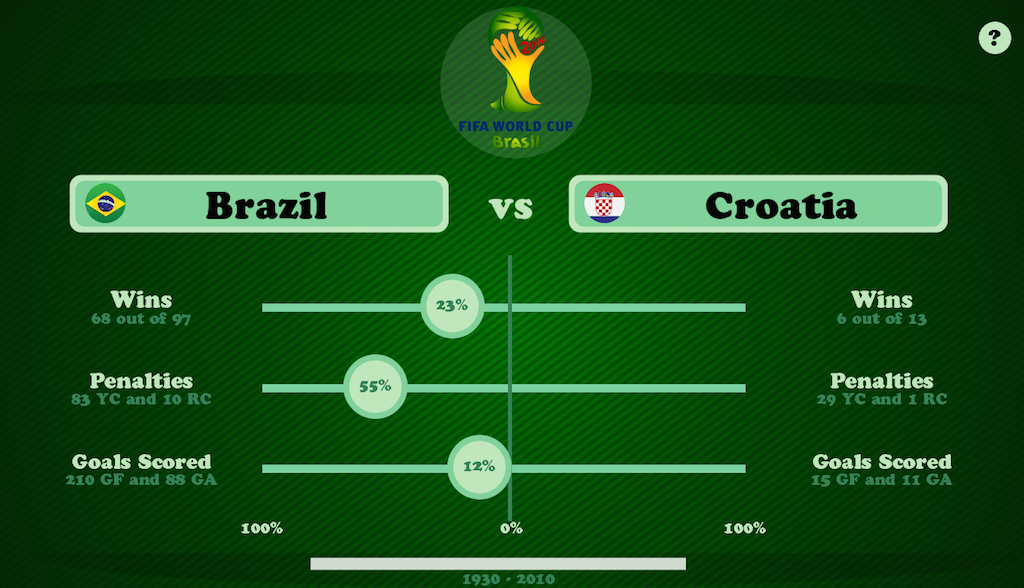 2014
FIFA WORLD CUP
Brasil
?
Brazil
vs
Croatia
Wins
68 out of 97
23%
Wins
6 out of 13
Penalties
83 YC and 10 RC
55%
Penalties
29 YC and 1 RC
Goals Scored
210 GF and 88 GA
12%
Goals Scored
15 GF and 11 GA
100%
0%
100%
1930 - 2010